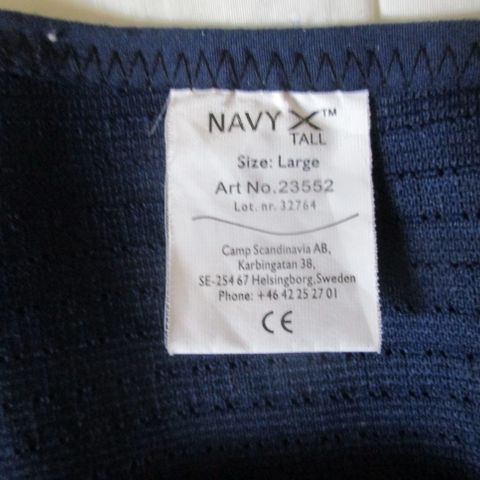 NAVY X™
TALL
Size: Large
Art No.23552
Lot. nr. 32764
Camp Scandinavia AB,
Karbingatan 38,
SE-254 67 Helsingborg,Sweden
Phone: +46 42 25 27 01
CE